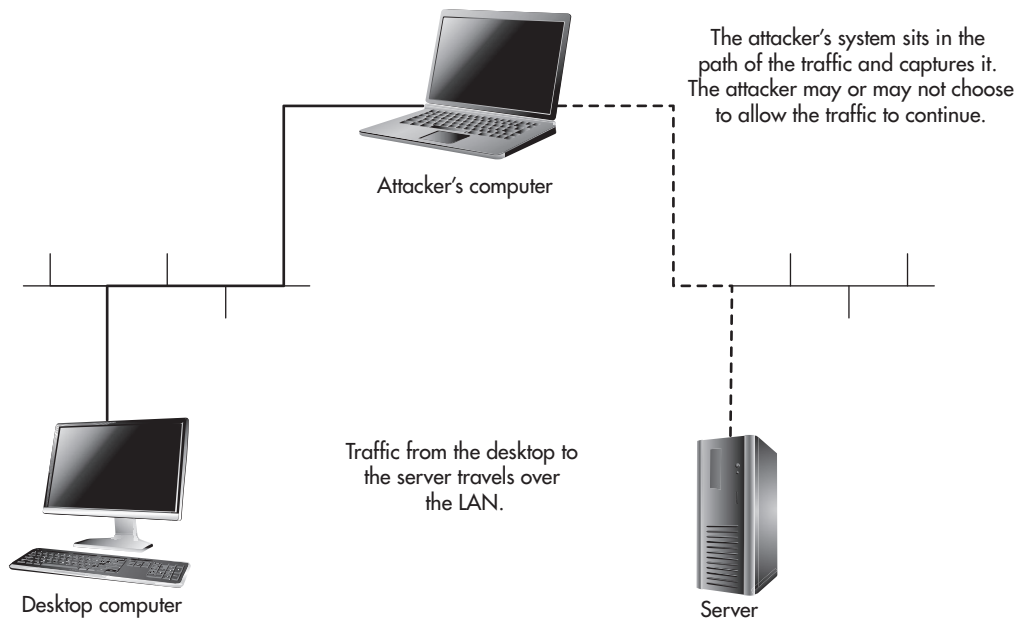 The attacker's system sits in the
path of the traffic and captures it.
The attacker may or may not choose
to allow the traffic to continue.
Attacker's computer
Traffic from the desktop to
the server travels over
the LAN.
Desktop computer
Server